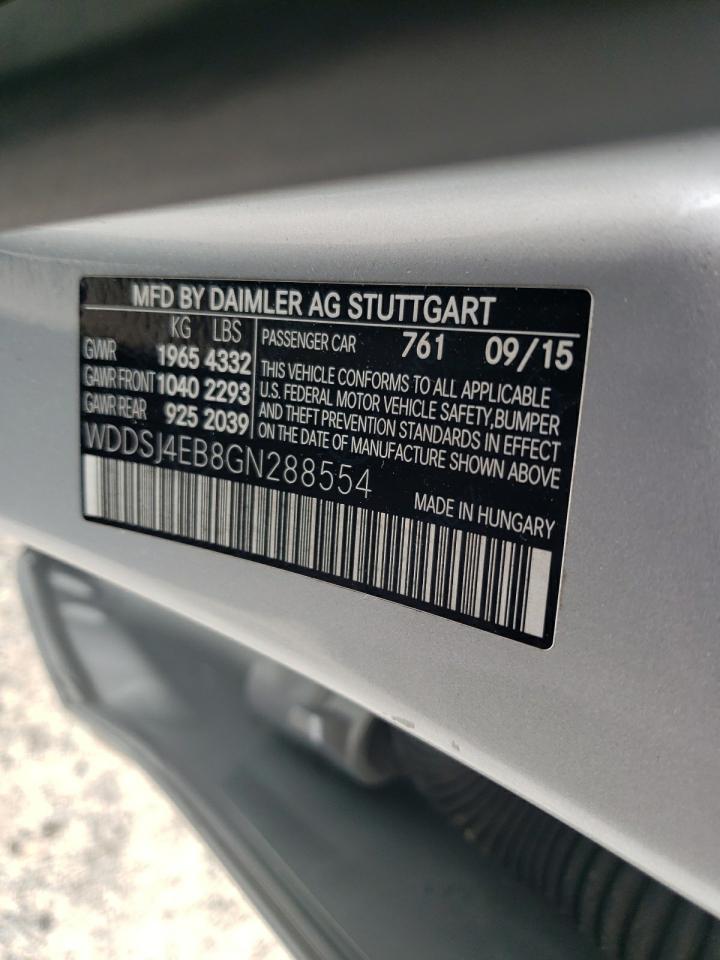 MFD BY DAIMLER AG STUTTGART
KG LBS
GVWR 1965 4332
GAWR FRONT 1040 2293
GAWR REAR 925 2039
PASSENGER CAR 761 09/15
THIS VEHICLE CONFORMS TO ALL APPLICABLE
U.S. FEDERAL MOTOR VEHICLE SAFETY,BUMPER
AND THEFT PREVENTION STANDARDS IN EFFECT
ON THE DATE OF MANUFACTURE SHOWN ABOVE
WDDSJ4EB8GN288554
MADE IN HUNGARY